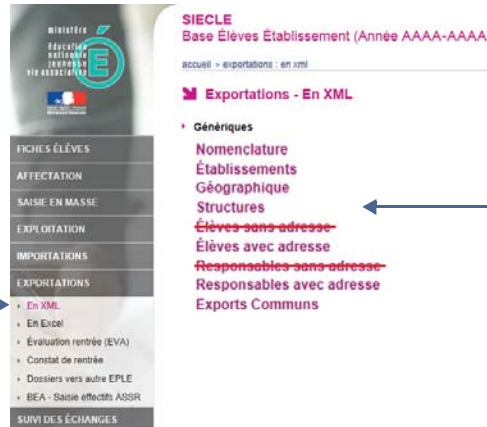 ministère
éducation
nationale
jeunesse
vie associative
SIECLE
Base Élèves Établissement (Année AAAA-AAAA
accueil > exportations : en xml
Exportations - En XML
Génériques
Nomenclature
Établissements
Géographique
Structures
Élèves sans adresse
Élèves avec adresse
Responsables sans adresse
Responsables avec adresse
Exports Communs
FICHES ÉLÈVES
AFFECTATION
SAISIE EN MASSE
EXPLOITATION
IMPORTATIONS
EXPORTATIONS
En XML
En Excel
Évaluation rentrée (EVA)
Constat de rentrée
Dossiers vers autre EPLE
BEA - Saisie effectifs ASSR
SUIVI DES ÉCHANGES